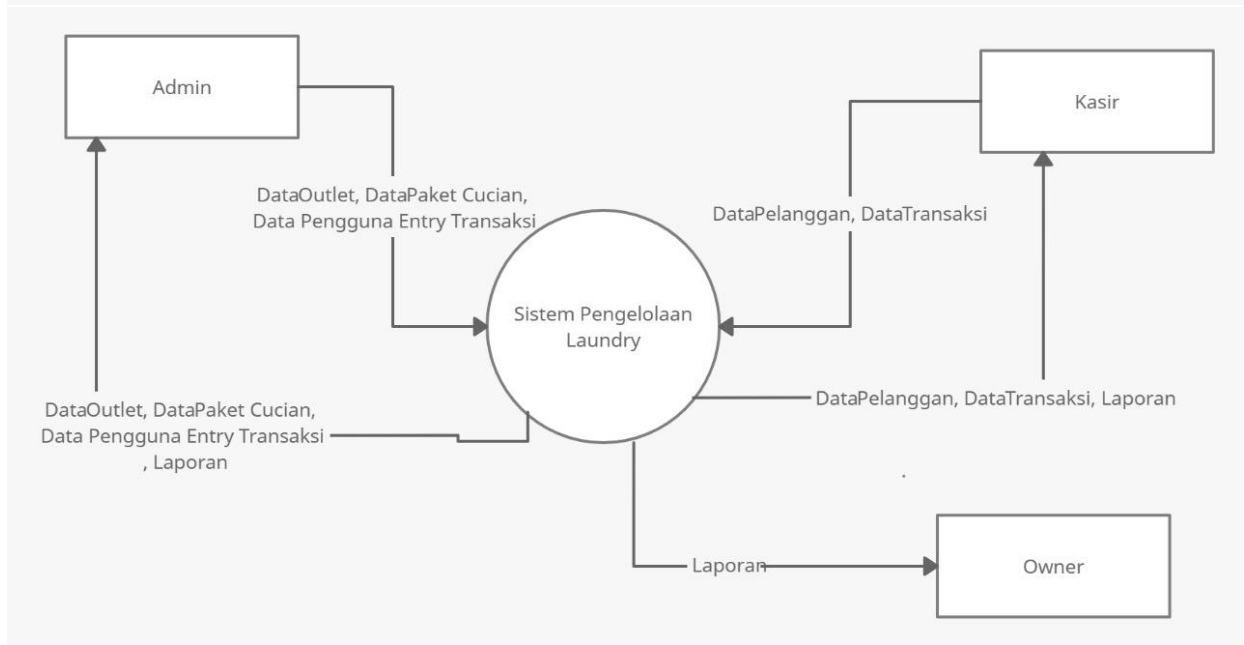 Admin
Kasir
DataOutlet, DataPaket Cucian,
Data Pengguna Entry Transaksi
DataPelanggan, DataTransaksi
Sistem Pengelolaan
Laundry
DataOutlet, DataPaket Cucian,
Data Pengguna Entry Transaksi
, Laporan
DataPelanggan, DataTransaksi, Laporan
.
Laporan
Owner